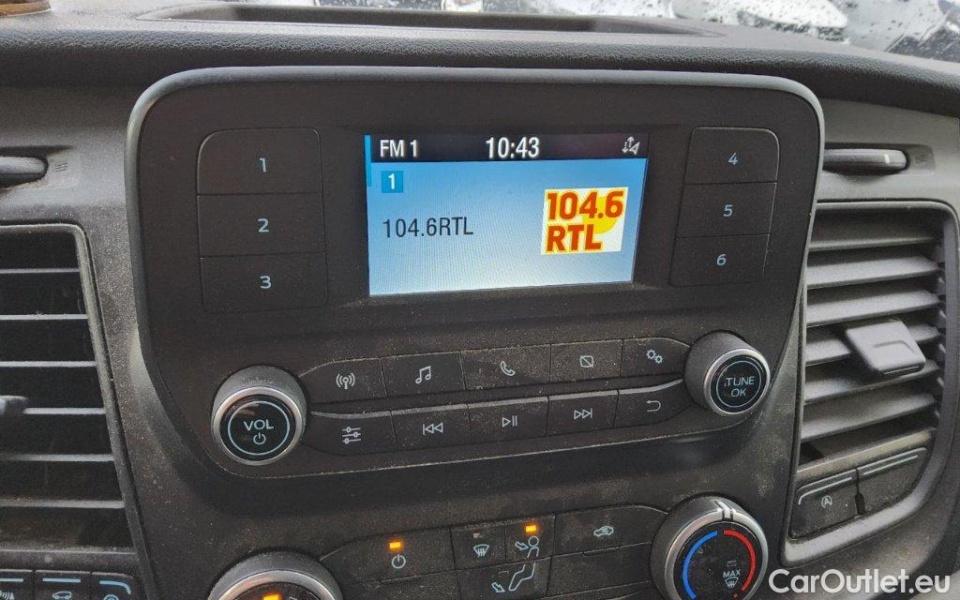 FM 1 10:43
1
104.6RTL
104.6
RTL
1
2
3
4
5
6
VOL
TUNE
OK
MAX
CarOutlet.eu